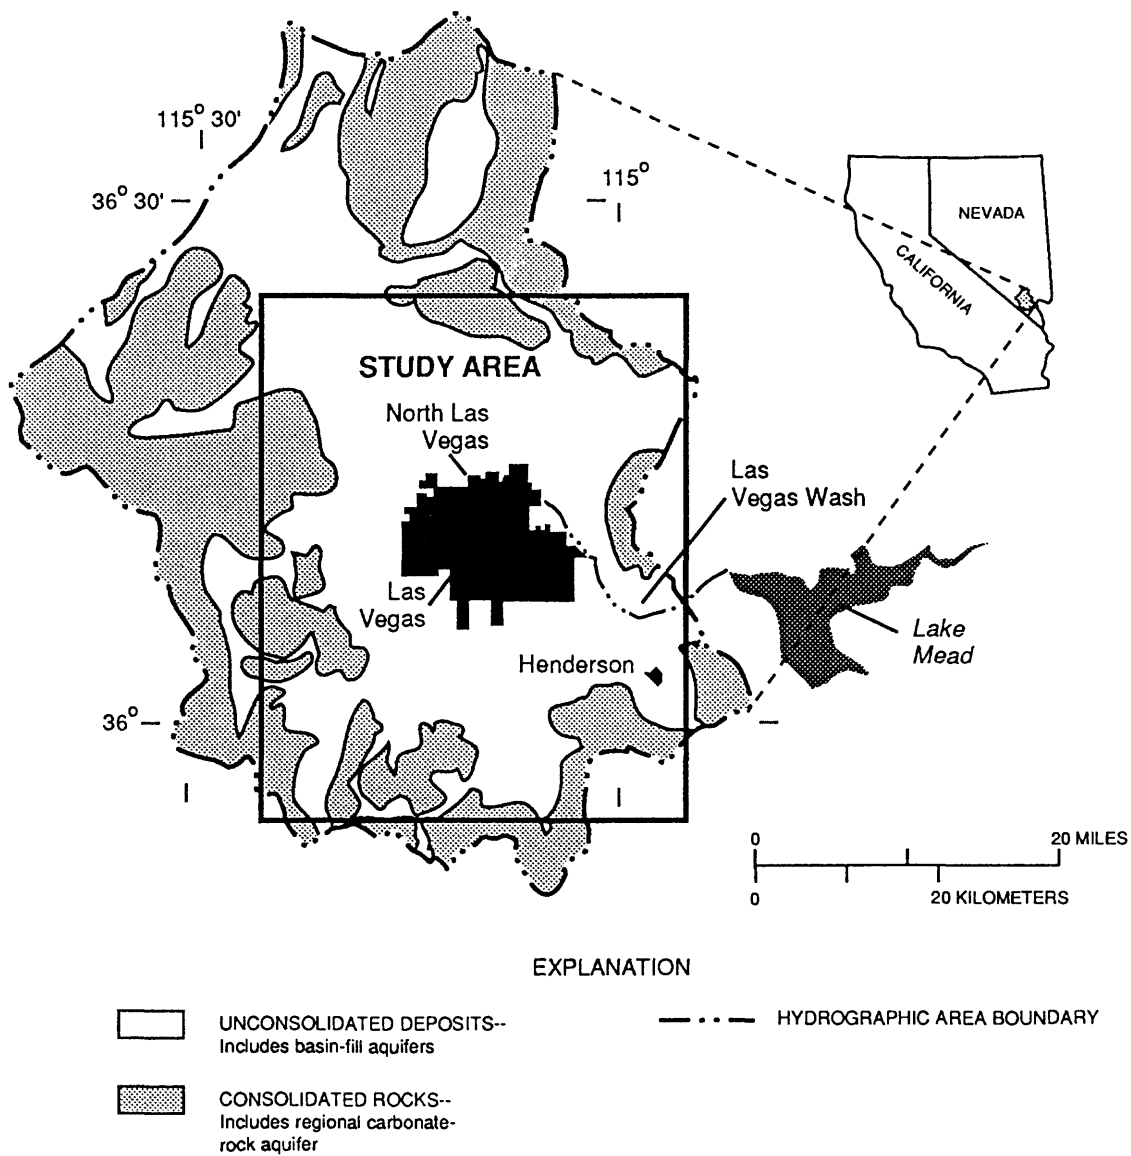 115° 30'
36° 30'
115°
NEVADA
CALIFORNIA
STUDY AREA
North Las
Vegas
Las
Vegas Wash
Las
Vegas
Lake
Mead
Henderson
36°
0
20 MILES
0
20 KILOMETERS
EXPLANATION
UNCONSOLIDATED DEPOSITS--
Includes basin-fill aquifers
HYDROGRAPHIC AREA BOUNDARY
CONSOLIDATED ROCKS--
Includes regional carbonate-
rock aquifer